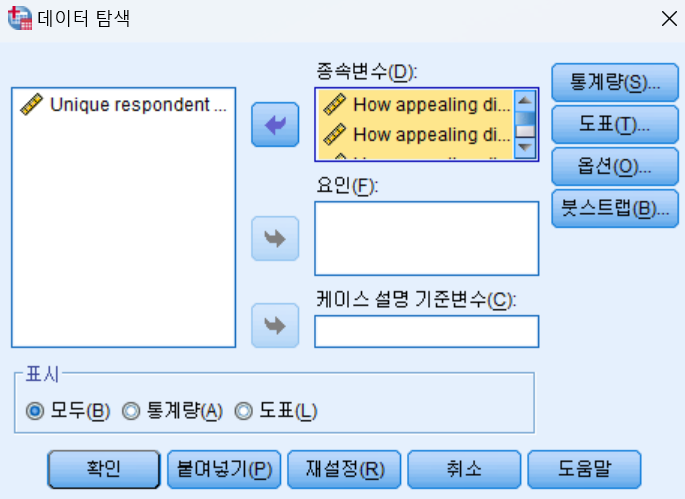 데이터 탐색
종속변수(D):
Unique respondent ...
How appealing di...
How appealing di...
통계량(S)...
도표(T)...
옵션(O)...
붓스트랩(B)...
요인(F):
케이스 설명 기준변수(C):
표시
모두(B) 통계량(A) 도표(L)
확인 붙여넣기(P) 재설정(R) 취소 도움말